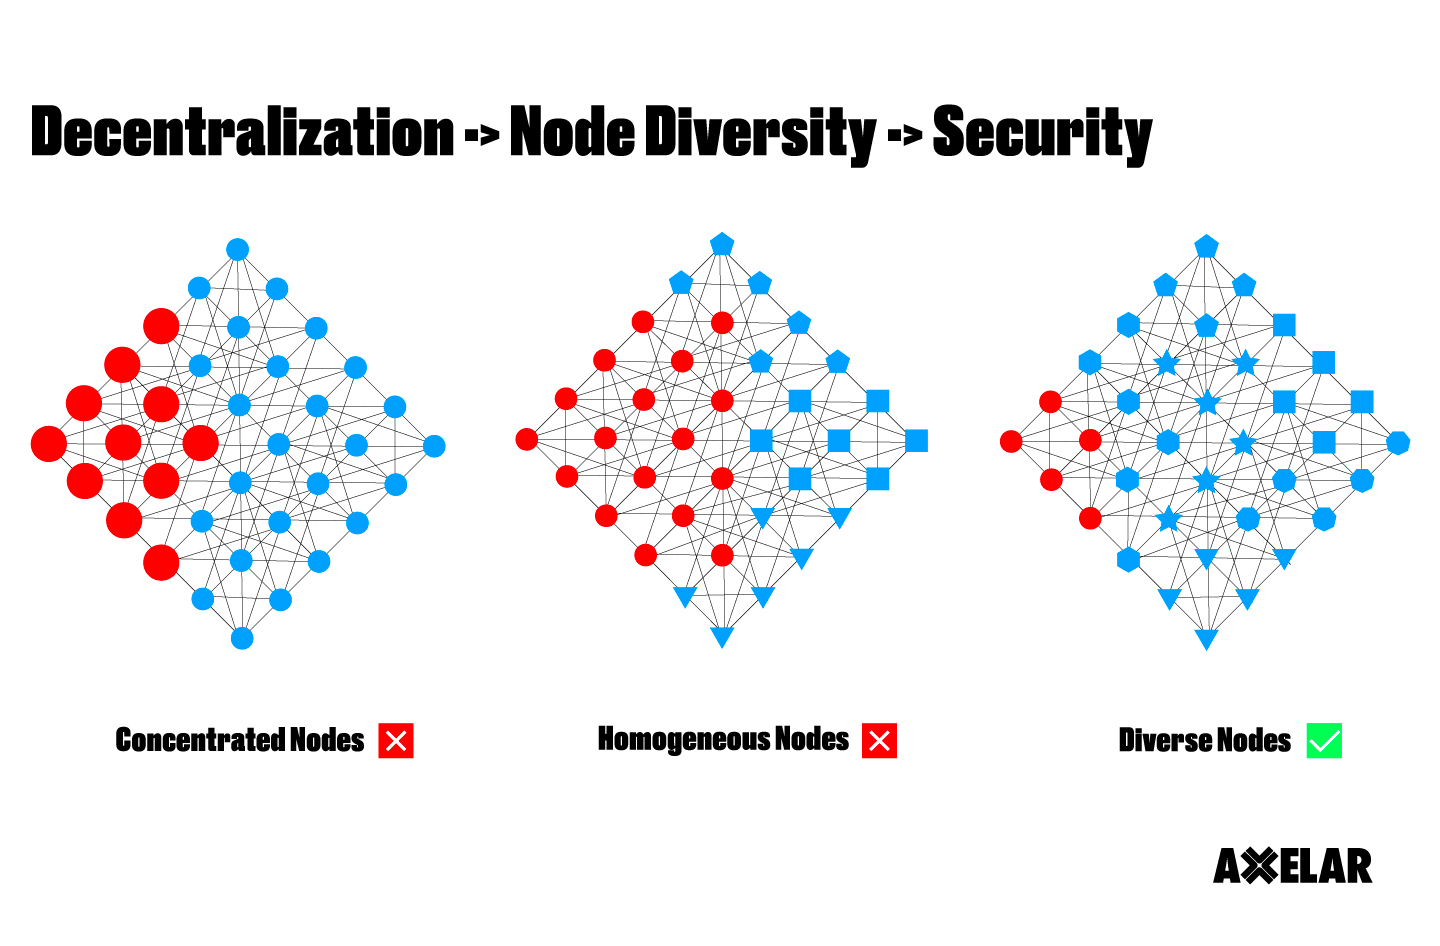 Decentralization -> Node Diversity -> Security
Concentrated Nodes
Homogeneous Nodes
Diverse Nodes
AXELAR